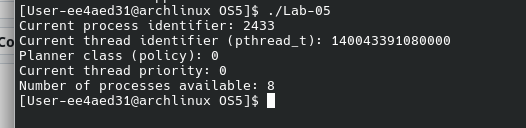 [User-ee4aed31@archlinux OS5]$ ./Lab-05
Current process identifier: 2433
Current thread identifier (pthread_t): 140043391080000
Planner class (policy): 0
Current thread priority: 0
Number of processes available: 8
[User-ee4aed31@archlinux OS5]$
Co